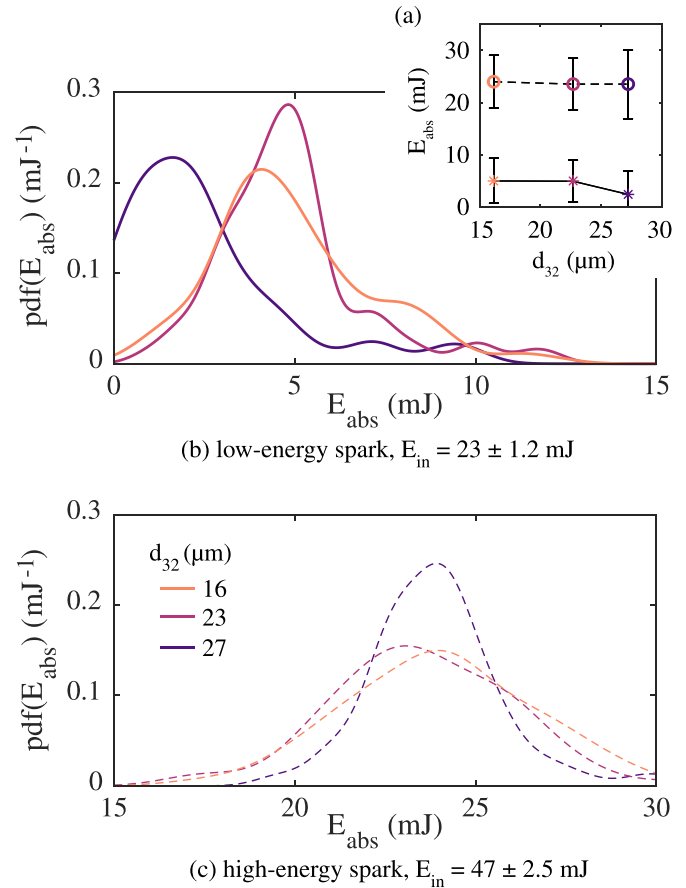 (a)
35
30
20
10
0
E_abs (mJ)
15 20 25 30
d_32 (µm)
0.3
0.2
0.1
0
pdf(E_abs) (mJ⁻¹)
0 5 10 15
E_abs (mJ)
(b) low-energy spark, E_in = 23 ± 1.2 mJ
0.3
0.2
0.1
0
pdf(E_abs) (mJ⁻¹)
d_32 (µm)
16
23
27
15 20 25 30
E_abs (mJ)
(c) high-energy spark, E_in = 47 ± 2.5 mJ